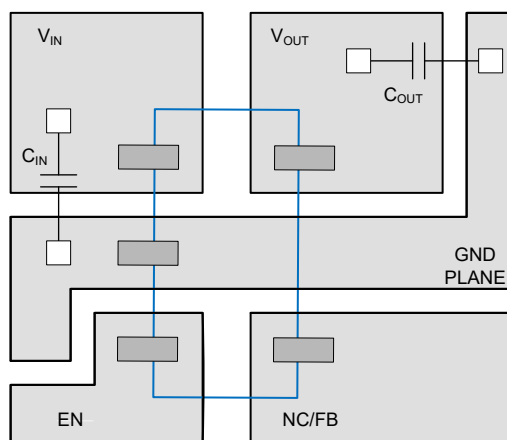 VIN
VOUT
COUT
CIN
GND
PLANE
EN
NC/FB